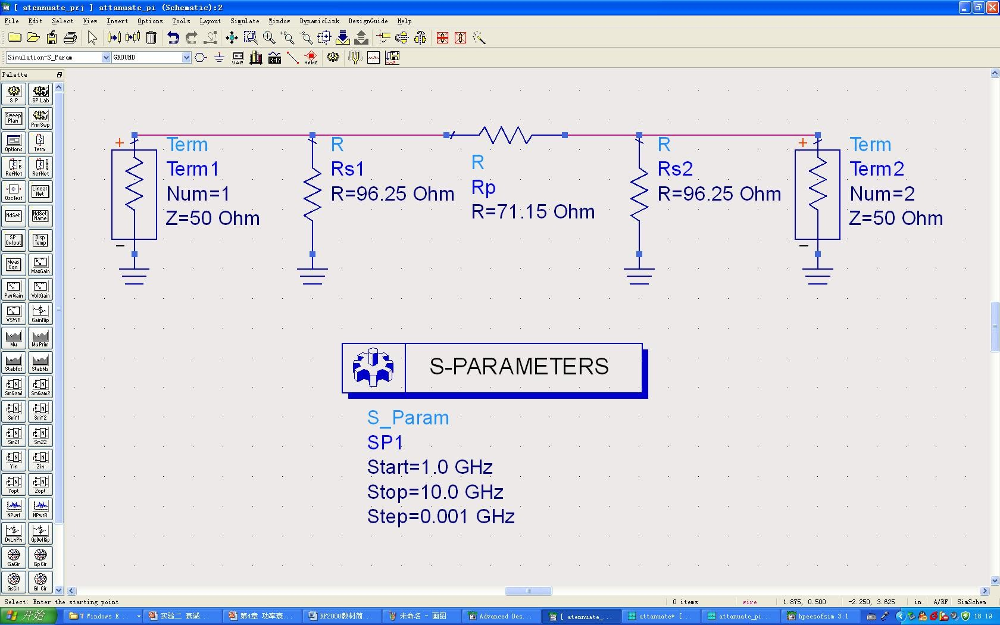 [ atennuate_prj ] attanuate_pi (Schematic):2
File Edit Select View Insert Options Tools Layout Simulate Window DynamicLink DesignGuide Help
Simulation-S_Param GROUND VAR R=17 NAME
Palette
S P SP Lab
Sweep Plan Prm Swp
Options Term
RefNet RefNet
OscTest Linear Net
NdSet NdSet Name
SP Output Disp Temp
Meas Eqn MaxGain
PwrGain VoltGain
VSWR GainRip
Mu MuPrim
StabFct StabMs
SmGam1 SmGam2
SmY1 SmY2
SmZ1 SmZ2
Yin Zin
Yopt Zopt
NPwrI NPwrR
DvLnPh GpDelRip
GaCir GpCir
GsCir Gl Cir
+
Term
Term1
Num=1
Z=50 Ohm
−
R
Rs1
R=96.25 Ohm
R
Rp
R=71.15 Ohm
R
Rs2
R=96.25 Ohm
+
Term
Term2
Num=2
Z=50 Ohm
−
S-PARAMETERS
S_Param
SP1
Start=1.0 GHz
Stop=10.0 GHz
Step=0.001 GHz
Select: Enter the starting point 0 items wire 1.875, 0.500 -2.250, 3.625 in A/RF SimSchem
开始 7 Windows E... 实验二 衰减... 第4章 功率衰... RF2000教材简... 未命名 - 画图 Advanced Des... [ atennuate_... attanuate* [... attanuate_pi... hpeesofsim 3:1 18:19